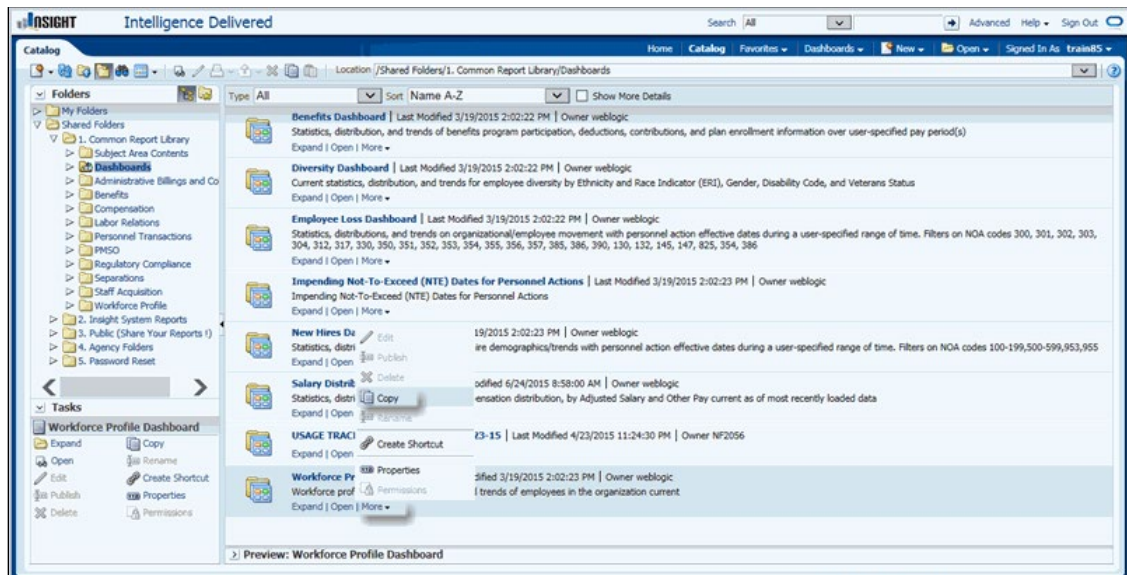 INSIGHT Intelligence Delivered Search All Advanced Help Sign Out
Catalog Home Catalog Favorites Dashboards New Open Signed In As train85
Location /Shared Folders/1. Common Report Library/Dashboards
Folders
My Folders
Shared Folders
1. Common Report Library
Subject Area Contents
Dashboards
Administrative Billings and Co
Benefits
Compensation
Labor Relations
Personnel Transactions
PMSO
Regulatory Compliance
Separations
Staff Acquisition
Workforce Profile
2. Insight System Reports
3. Public (Share Your Reports !)
4. Agency Folders
5. Password Reset
Tasks
Workforce Profile Dashboard
Expand Copy
Open Rename
Edit Create Shortcut
Publish Properties
Delete Permissions
Type All Sort Name A-Z Show More Details
Benefits Dashboard | Last Modified 3/19/2015 2:02:22 PM | Owner weblogic
Statistics, distribution, and trends of benefits program participation, deductions, contributions, and plan enrollment information over user-specified pay period(s)
Expand | Open | More
Diversity Dashboard | Last Modified 3/19/2015 2:02:22 PM | Owner weblogic
Current statistics, distribution, and trends for employee diversity by Ethnicity and Race Indicator (ERI), Gender, Disability Code, and Veterans Status
Expand | Open | More
Employee Loss Dashboard | Last Modified 3/19/2015 2:02:22 PM | Owner weblogic
Statistics, distributions, and trends on organizational/employee movement with personnel action effective dates during a user-specified range of time. Filters on NOA codes 300, 301, 302, 303,
304, 312, 317, 330, 350, 351, 352, 353, 354, 355, 356, 357, 385, 386, 390, 130, 132, 145, 147, 825, 354, 386
Expand | Open | More
Impending Not-To-Exceed (NTE) Dates for Personnel Actions | Last Modified 3/19/2015 2:02:23 PM | Owner weblogic
Impending Not-To-Exceed (NTE) Dates for Personnel Actions
Expand | Open | More
New Hires Da 19/2015 2:02:23 PM | Owner weblogic
Statistics, distri ire demographics/trends with personnel action effective dates during a user-specified range of time. Filters on NOA codes 100-199,500-599,953,955
Expand | Open
Salary Distrib odified 6/24/2015 8:58:00 AM | Owner weblogic
Statistics, distri ensation distribution, by Adjusted Salary and Other Pay current as of most recently loaded data
Expand | Open
USAGE TRACI 23-15 | Last Modified 4/23/2015 11:24:30 PM | Owner NF2056
Expand | Open
Workforce Pr dified 3/19/2015 2:02:23 PM | Owner weblogic
Workforce prof trends of employees in the organization current
Expand | Open | More
Edit
Publish
Delete
Copy
Rename
Create Shortcut
Properties
Permissions
Preview: Workforce Profile Dashboard